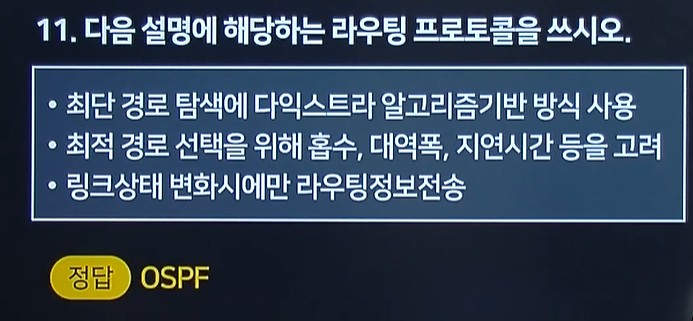 11. 다음 설명에 해당하는 라우팅 프로토콜을 쓰시오.
• 최단 경로 탐색에 다익스트라 알고리즘기반 방식 사용
• 최적 경로 선택을 위해 홉수, 대역폭, 지연시간 등을 고려
• 링크상태 변화시에만 라우팅정보전송
정답 OSPF